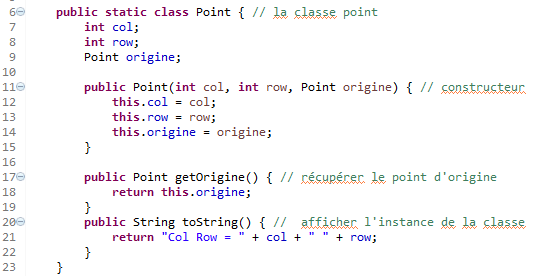 6 public static class Point { // la classe point
7 int col;
8 int row;
9 Point origine;
10
11 public Point(int col, int row, Point origine) { // constructeur
12 this.col = col;
13 this.row = row;
14 this.origine = origine;
15 }
16
17 public Point getOrigine() { // récupérer le point d'origine
18 return this.origine;
19 }
20 public String toString() { //  afficher l'instance de la classe
21 return "Col Row = " + col + " " + row;
22 }
23 }